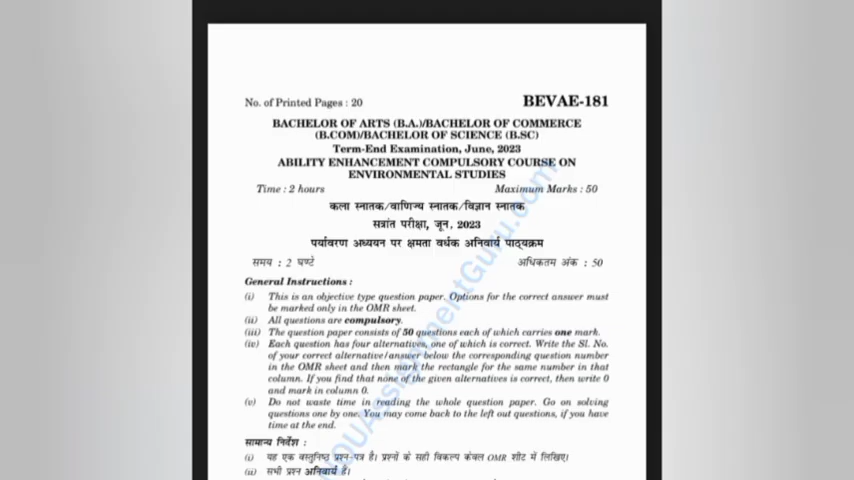 No. of Printed Pages : 20
BEVAE-181
BACHELOR OF ARTS (B.A.)/BACHELOR OF COMMERCE
(B.COM)/BACHELOR OF SCIENCE (B.SC)
Term-End Examination, June, 2023
ABILITY ENHANCEMENT COMPULSORY COURSE ON
ENVIRONMENTAL STUDIES
Time : 2 hours
Maximum Marks : 50
कला स्नातक/वाणिज्य स्नातक/विज्ञान स्नातक
सत्रांत परीक्षा, जून, 2023
पर्यावरण अध्ययन पर क्षमता वर्धक अनिवार्य पाठ्यक्रम
समय : 2 घण्टे
अधिकतम अंक : 50
General Instructions :
(i) This is an objective type question paper. Options for the correct answer must
be marked only in the OMR sheet.
(ii) All questions are compulsory.
(iii) The question paper consists of 50 questions each of which carries one mark.
(iv) Each question has four alternatives, one of which is correct. Write the Sl. No.
of your correct alternative/answer below the corresponding question number
in the OMR sheet and then mark the rectangle for the same number in that
column. If you find that none of the given alternatives is correct, then write 0
and mark in column 0.
(v) Do not waste time in reading the whole question paper. Go on solving
questions one by one. You may come back to the left out questions, if you have
time at the end.
सामान्य निर्देश :
(i) यह एक वस्तुनिष्ठ प्रश्न-पत्र है। प्रश्नों के सही विकल्प केवल OMR शीट में लिखिए।
(ii) सभी प्रश्न अनिवार्य हैं।
OUAssignmentGuru.com